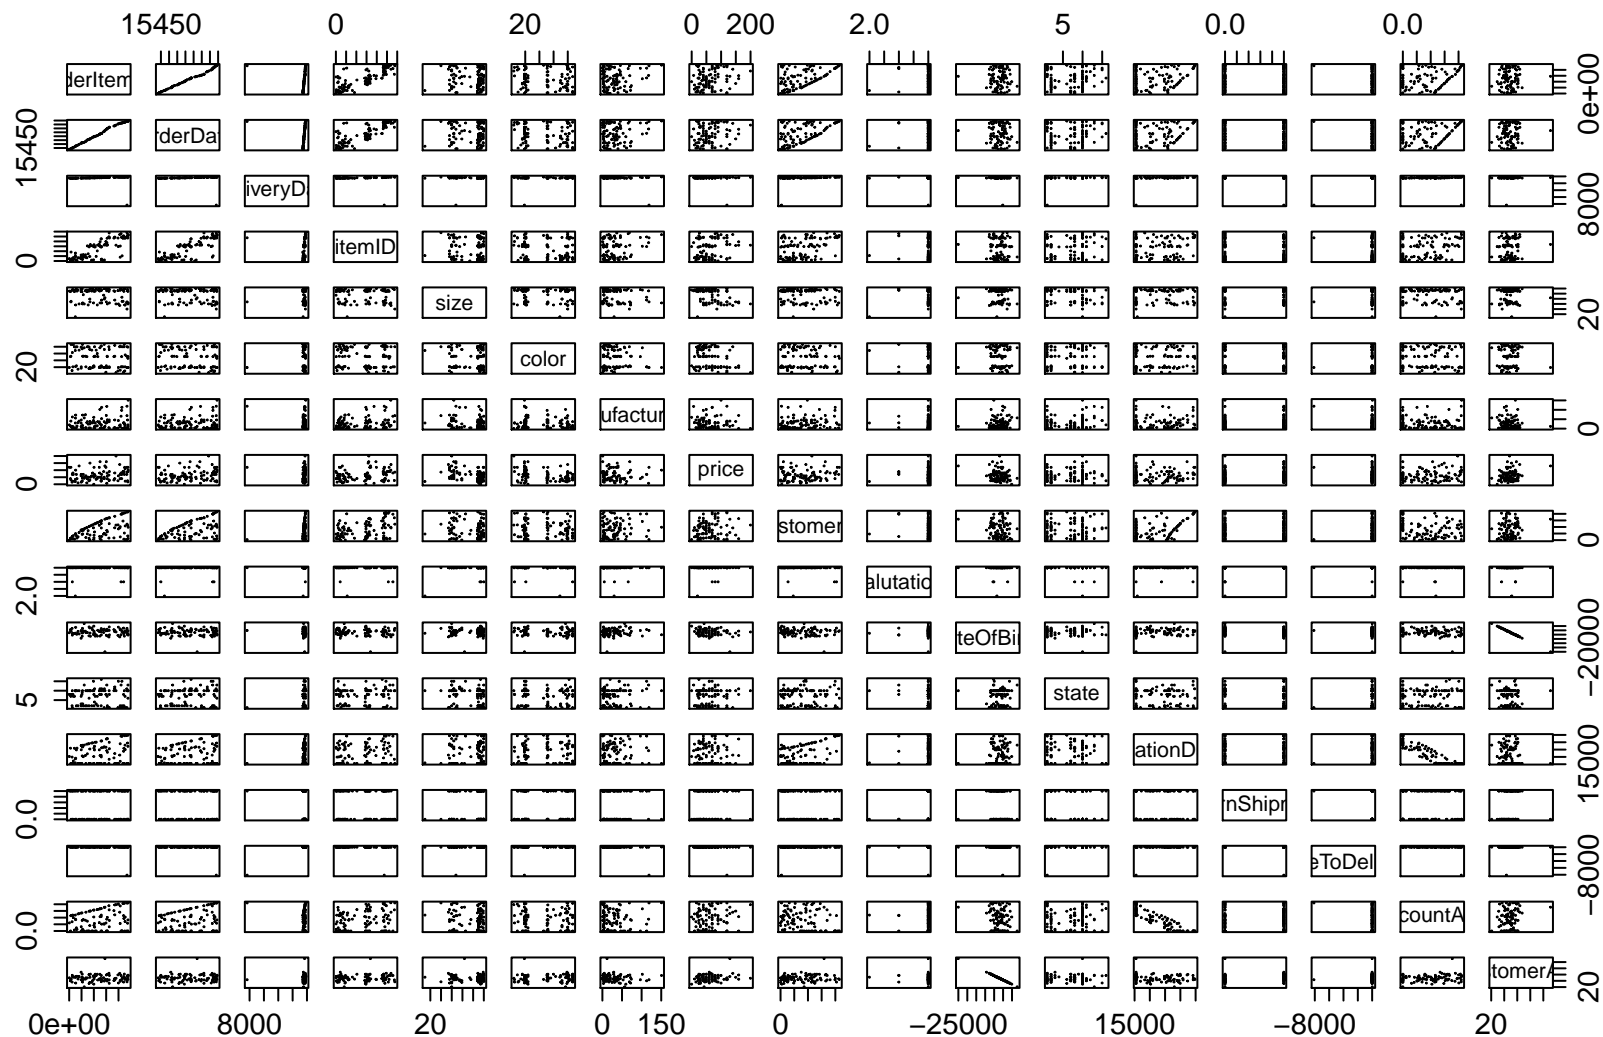 15450 0 20 0 200 2.0 5 0.0 0.0
derItem
0e+00
15450
rderDa
iveryD
8000
0
itemID
size
20
20
color
ufactur
0
0
price
stomer
0
2.0
alutatio
teOfBi
−20000
5
state
ationD
15000
0.0
rnShipr
eToDel
−8000
0.0
countA
tomerA
20
0e+00 8000 20 0 150 0 −25000 15000 −8000 20